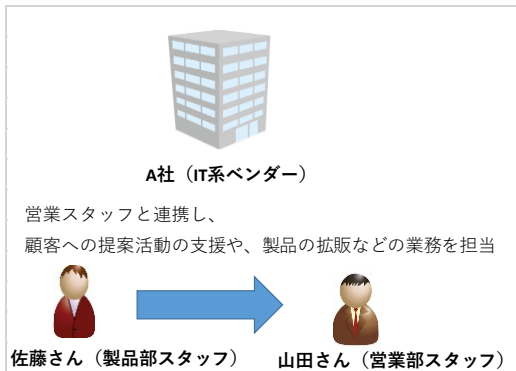 A社（IT系ベンダー）
営業スタッフと連携し、
顧客への提案活動の支援や、製品の拡販などの業務を担当
佐藤さん（製品部スタッフ）
山田さん（営業部スタッフ）